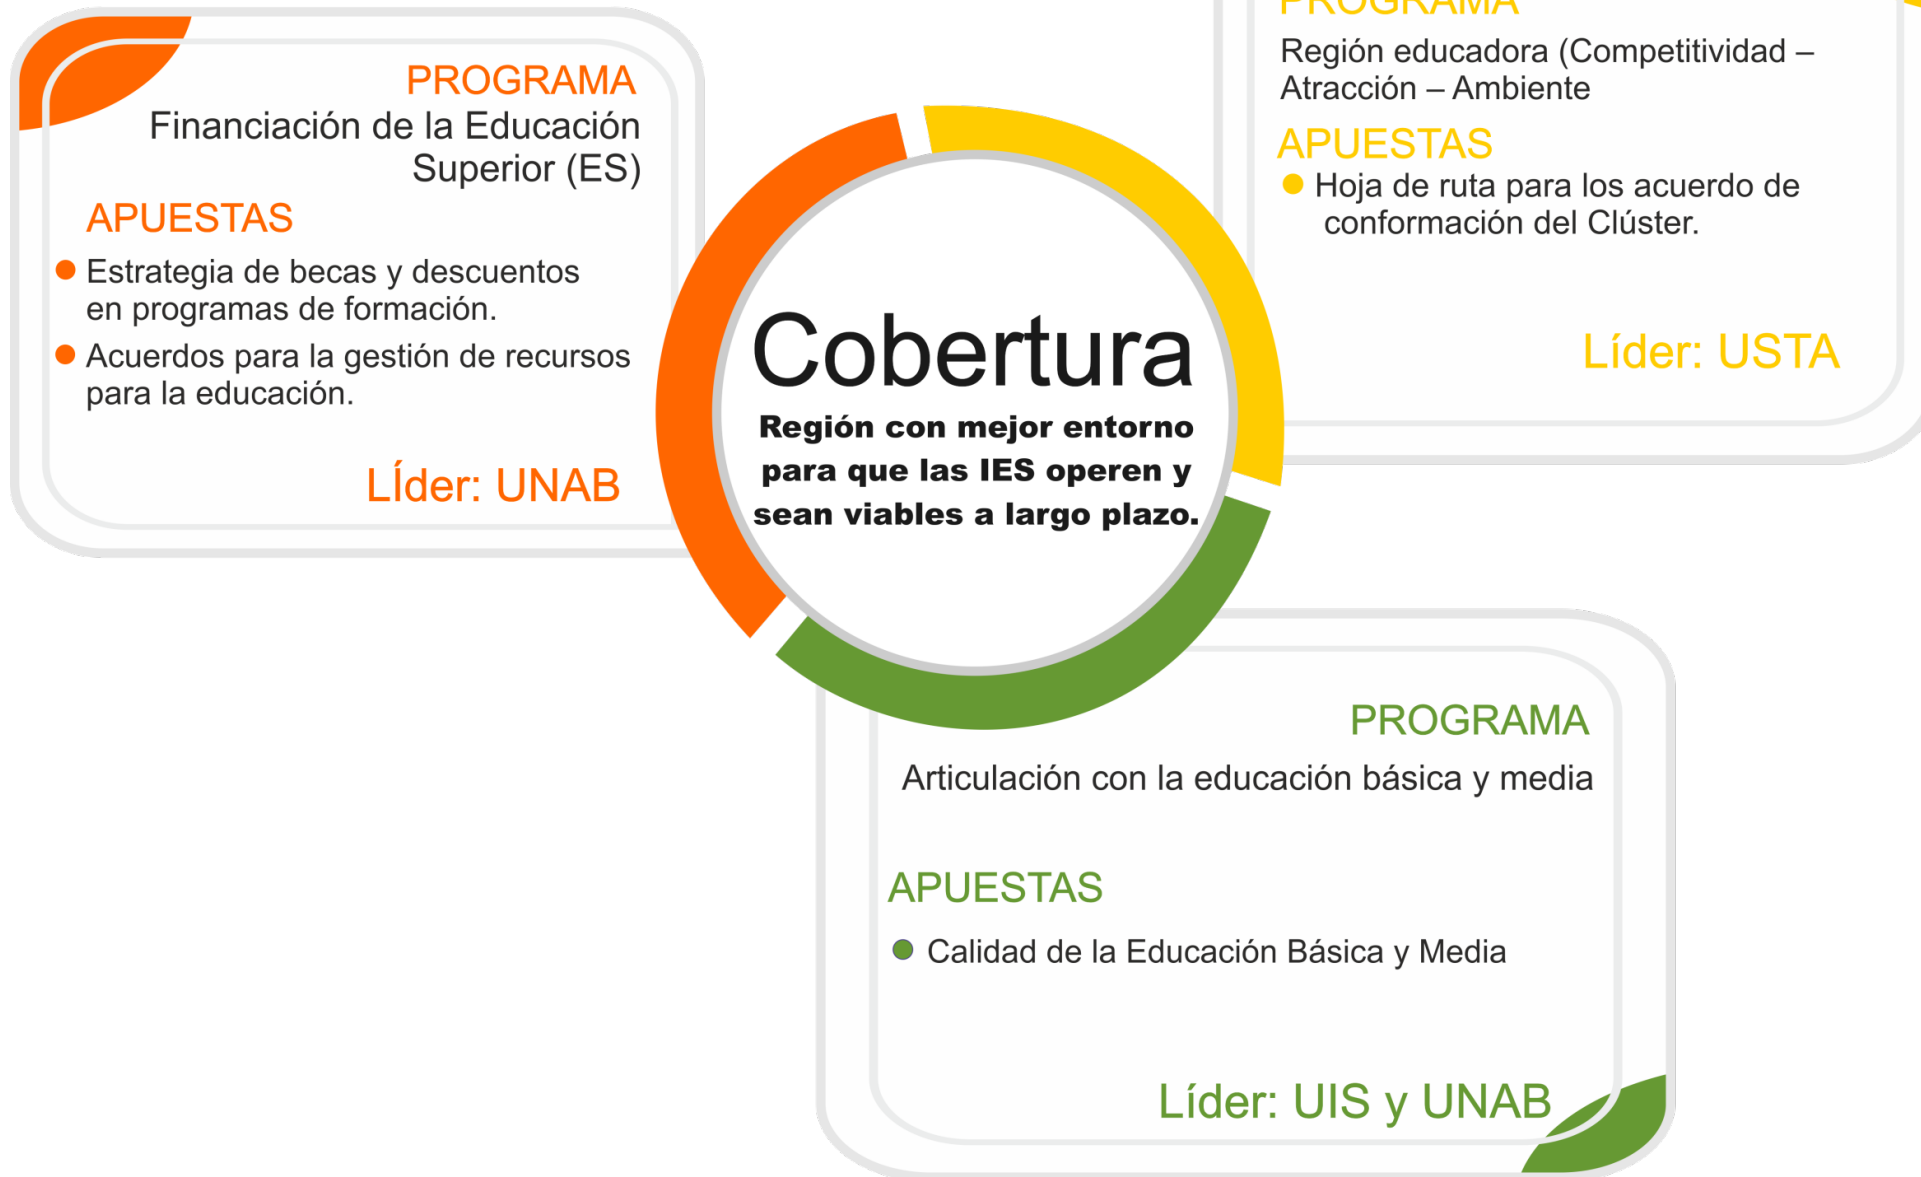 PROGRAMA
Financiación de la Educación
Superior (ES)
APUESTAS
Estrategia de becas y descuentos
en programas de formación.
Acuerdos para la gestión de recursos
para la educación.
LÍder: UNAB
Cobertura
Región con mejor entorno
para que las IES operen y
sean viables a largo plazo.
PROGRAMA
Región educadora (Competitividad –
Atracción – Ambiente
APUESTAS
Hoja de ruta para los acuerdo de
conformación del Clúster.
Líder: USTA
PROGRAMA
Articulación con la educación básica y media
APUESTAS
Calidad de la Educación Básica y Media
Líder: UIS y UNAB